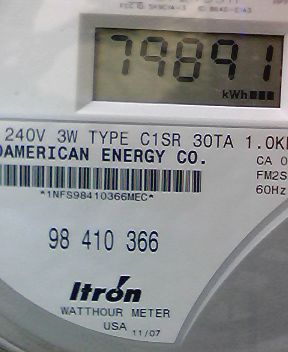 79891
kWh
240V 3W TYPE C1SR 30TA 1.0K
AMERICAN ENERGY CO.
CA 0
FM2S
60Hz
*1NFS98410366MEC*
98 410 366
Itron
WATTHOUR METER
USA 11/07